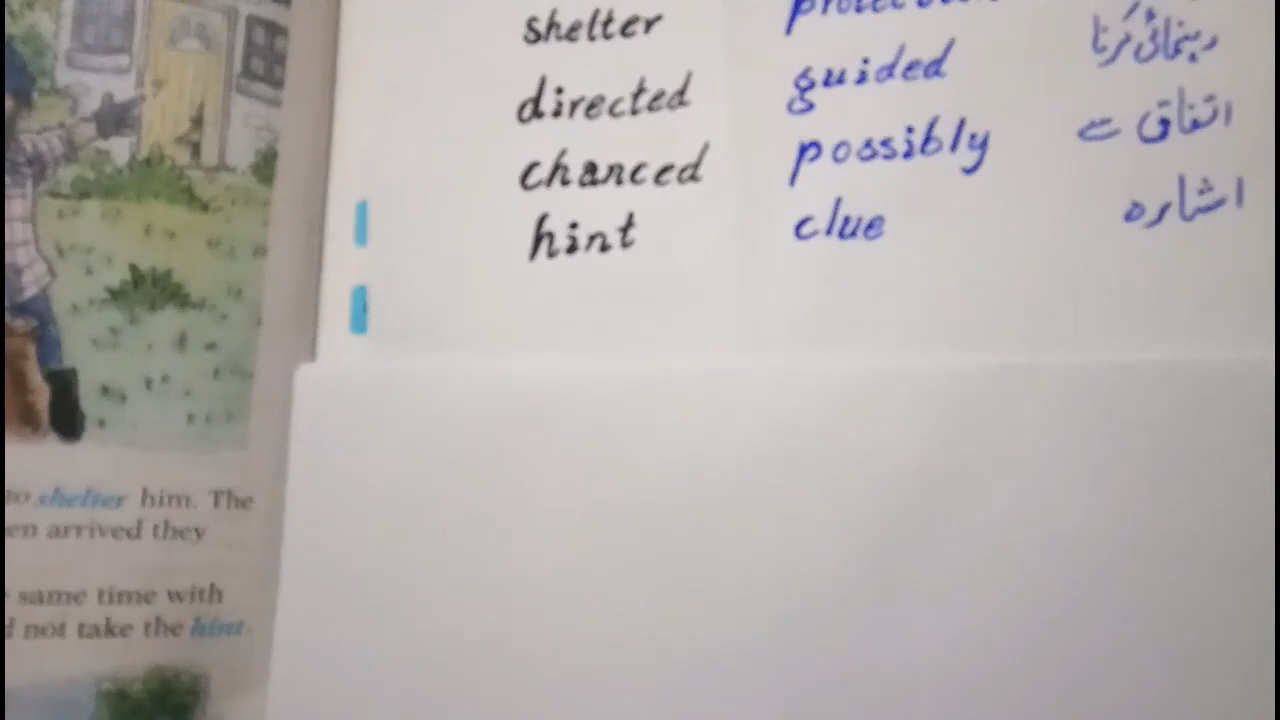 shelter
directed guided رہنمائی کرنا
chanced possibly اتفاق سے
hint clue اشارہ
shelter him. The
arrived they
same time with
not take the hint.